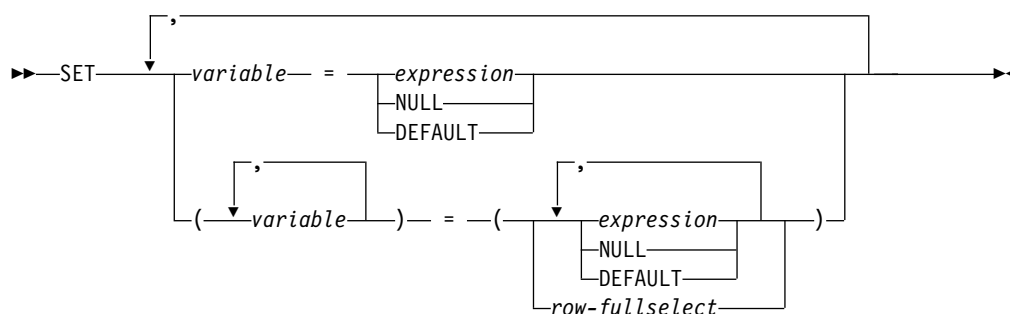 ,
SET variable = expression
NULL
DEFAULT
, ,
( variable ) = ( expression )
NULL
DEFAULT
row-fullselect